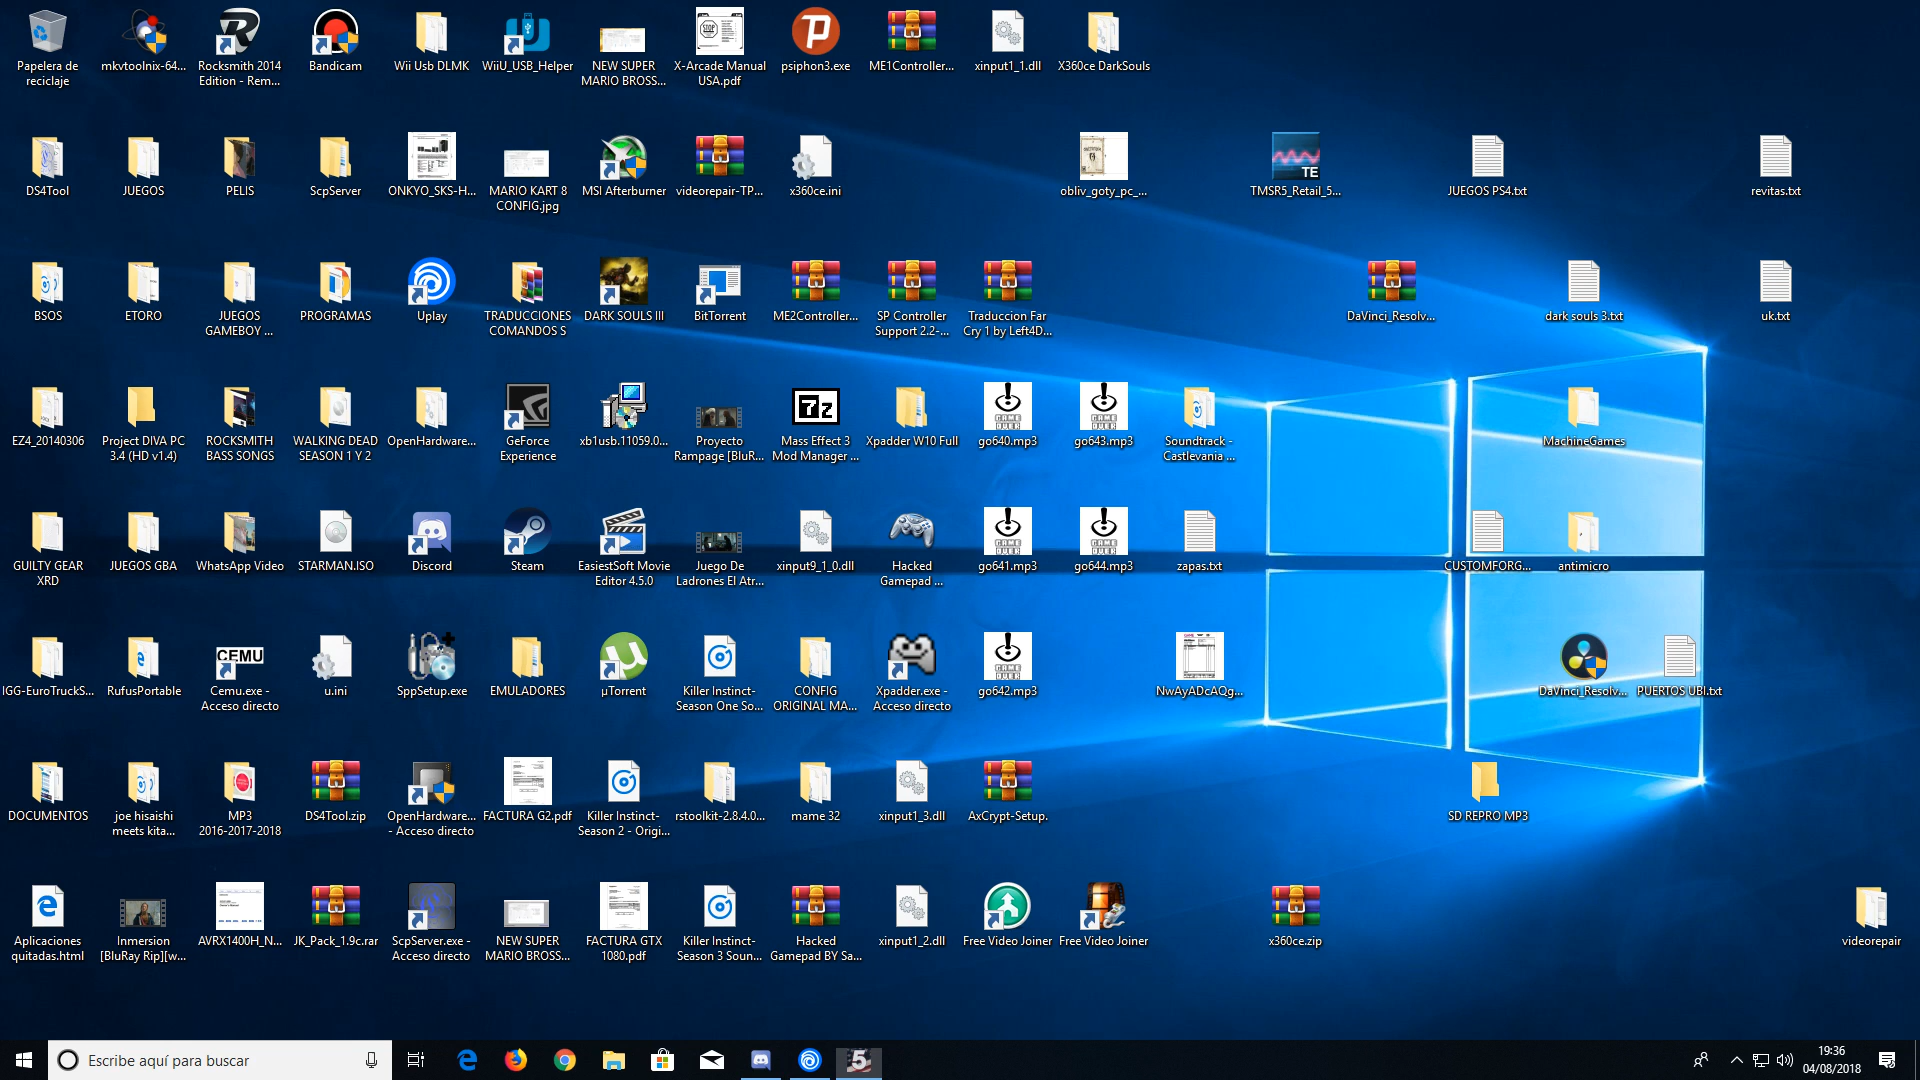 Papelera de
reciclaje
mkvtoolnix-64...
Rocksmith 2014
Edition - Rem...
Bandicam
Wii Usb DLMK
WiiU_USB_Helper
NEW SUPER
MARIO BROSS...
X-Arcade Manual
USA.pdf
psiphon3.exe
ME1Controller...
xinput1_1.dll
X360ce DarkSouls
DS4Tool
JUEGOS
PELIS
ScpServer
ONKYO_SKS-H...
MARIO KART 8
CONFIG.jpg
MSI Afterburner
videorepair-TP...
x360ce.ini
obliv_goty_pc_...
TE
TMSR5_Retail_5...
JUEGOS PS4.txt
revitas.txt
BSOS
ETORO
JUEGOS
GAMEBOY ...
PROGRAMAS
Uplay
TRADUCCIONES
COMANDOS S
DARK SOULS III
BitTorrent
ME2Controller...
SP Controller
Support 2.2-...
Traduccion Far
Cry 1 by Left4D...
DaVinci_Resolv...
dark souls 3.txt
uk.txt
EZ4_20140306
Project DIVA PC
3.4 (HD v1.4)
ROCKSMITH
BASS SONGS
WALKING DEAD
SEASON 1 Y 2
OpenHardware...
GeForce
Experience
xb1usb.11059.0...
Proyecto
Rampage [BluR...
7z
Mass Effect 3
Mod Manager ...
Xpadder W10 Full
GAME
OVER
go640.mp3
GAME
OVER
go643.mp3
Soundtrack -
Castlevania ...
MachineGames
GUILTY GEAR
XRD
JUEGOS GBA
WhatsApp Video
STARMAN.ISO
Discord
Steam
EasiestSoft Movie
Editor 4.5.0
Juego De
Ladrones El Atr...
xinput9_1_0.dll
Hacked
Gamepad ...
GAME
OVER
go641.mp3
GAME
OVER
go644.mp3
zapas.txt
CUSTOMFORG...
antimicro
IGG-EuroTruckS...
RufusPortable
CEMU
Cemu.exe -
Acceso directo
u.ini
SppSetup.exe
EMULADORES
µTorrent
Killer Instinct-
Season One So...
CONFIG
ORIGINAL MA...
Xpadder.exe -
Acceso directo
GAME
OVER
go642.mp3
NwAyADcAQg...
DaVinci_Resolv...
PUERTOS UBI.txt
DOCUMENTOS
joe hisaishi
meets kita...
MP3
2016-2017-2018
DS4Tool.zip
OpenHardware...
- Acceso directo
FACTURA G2.pdf
Killer Instinct-
Season 2 - Origi...
rstoolkit-2.8.4.0...
mame 32
xinput1_3.dll
AxCrypt-Setup.
SD REPRO MP3
Aplicaciones
quitadas.html
Inmersion
[BluRay Rip][w...
AVRX1400H_N...
JK_Pack_1.9c.rar
ScpServer.exe -
Acceso directo
NEW SUPER
MARIO BROSS...
FACTURA GTX
1080.pdf
Killer Instinct-
Season 3 Soun...
Hacked
Gamepad BY Sa...
xinput1_2.dll
Free Video Joiner
Free Video Joiner
x360ce.zip
videorepair
Escribe aquí para buscar
5
19:36
04/08/2018